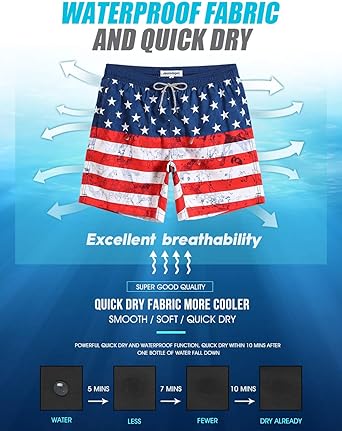 WATERPROOF FABRIC
AND QUICK DRY
Excellent breathability
SUPER GOOD QUALITY
QUICK DRY FABRIC MORE COOLER
SMOOTH / SOFT / QUICK DRY
POWERFUL QUICK DRY AND WATERPROOF FUNCTION, QUICK DRY WITHIN 10 MINS AFTER
ONE BOTTLE OF WATER FALL DOWN
5 MINS
7 MINS
10 MINS
WATER
LESS
FEWER
DRY ALREADY